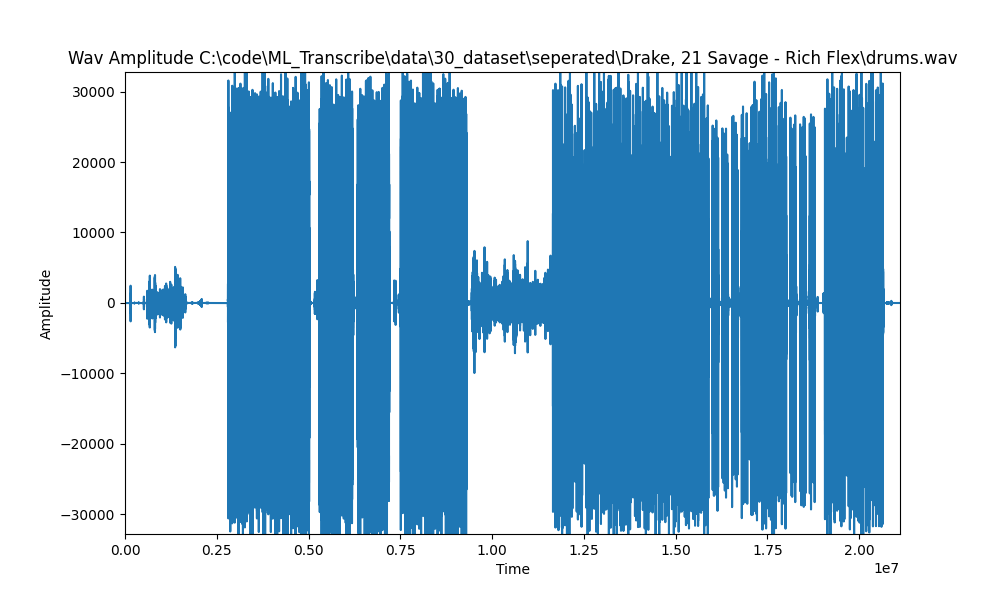 Wav Amplitude C:\code\ML_Transcribe\data\30_dataset\seperated\Drake, 21 Savage - Rich Flex\drums.wav
30000
20000
10000
0
−10000
−20000
−30000
Amplitude
0.00 0.25 0.50 0.75 1.00 1.25 1.50 1.75 2.00
1e7
Time